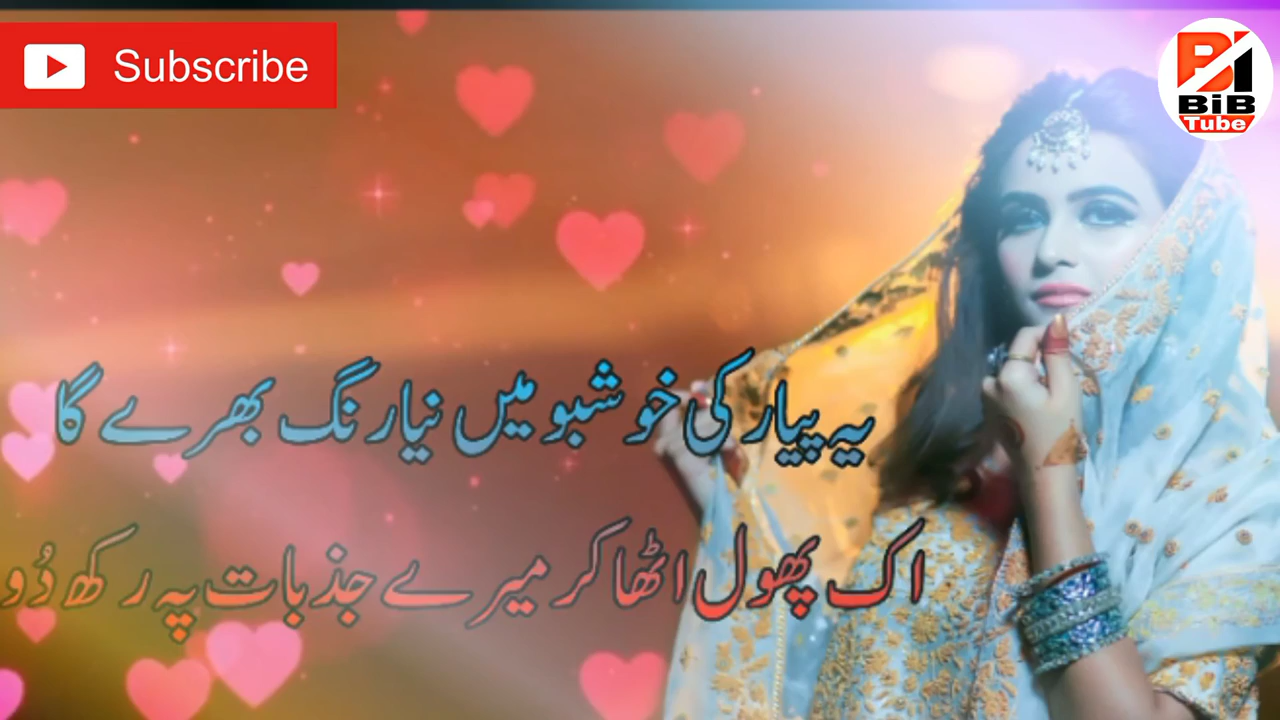 Subscribe
BiB
Tube
یہ پیار کی خوشبو میں نیا رنگ بھرے گا
اک پھول اٹھا کر میرے جذبات پہ رکھ دُو